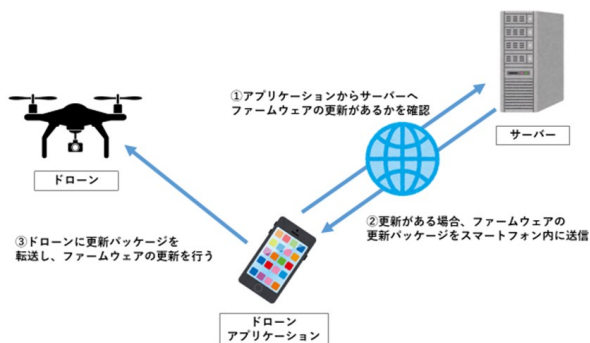 ①アプリケーションからサーバーへ
ファームウェアの更新があるかを確認
サーバー
ドローン
②更新がある場合、ファームウェアの
更新パッケージをスマートフォン内に送信
③ドローンに更新パッケージを
転送し、ファームウェアの更新を行う
ドローン
アプリケーション